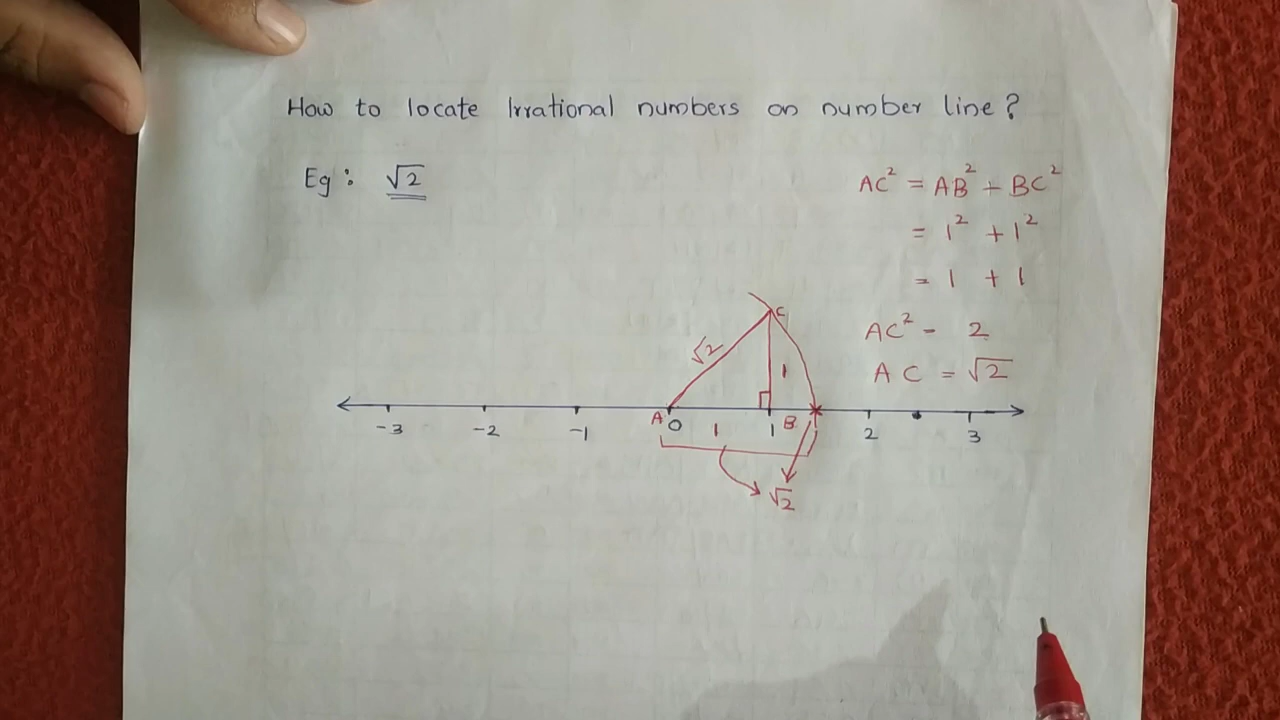 How to locate Irrational numbers on number line?
Eg: √2
AC² = AB² + BC²
= 1² + 1²
= 1 + 1
AC² - 2
AC = √2
C
√2
1
A
B
-3 -2 -1 0 1 1 2 3
√2